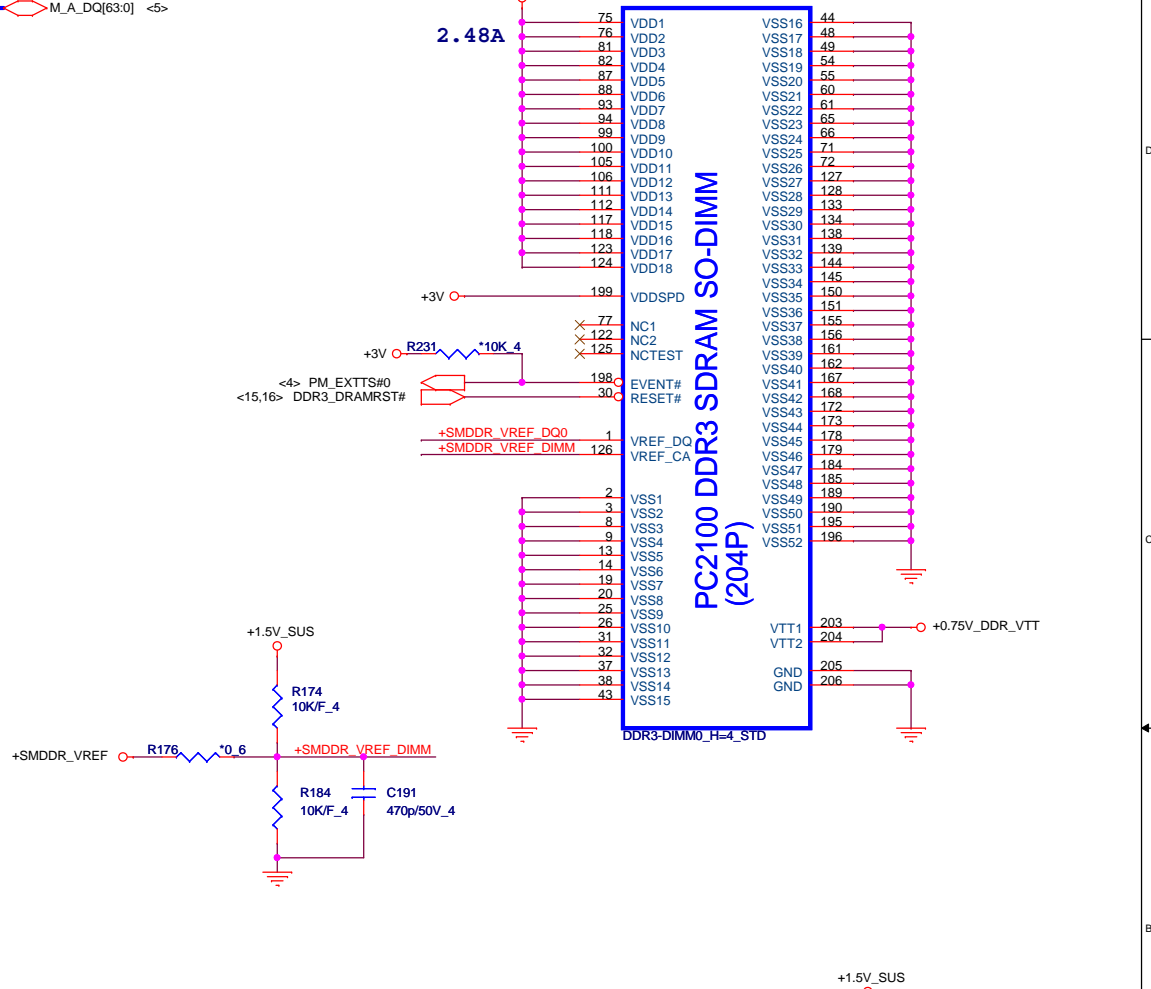 M_A_DQ[63:0] <5>
2.48A
75 VDD1
76 VDD2
81 VDD3
82 VDD4
87 VDD5
88 VDD6
93 VDD7
94 VDD8
99 VDD9
100 VDD10
105 VDD11
106 VDD12
111 VDD13
112 VDD14
117 VDD15
118 VDD16
123 VDD17
124 VDD18
+3V 199 VDDSPD
77 NC1
122 NC2
125 NCTEST
+3V R231 *10K_4
<4> PM_EXTTS#0 198 EVENT#
<15,16> DDR3_DRAMRST# 30 RESET#
+SMDDR_VREF_DQ0 1 VREF_DQ
+SMDDR_VREF_DIMM 126 VREF_CA
2 VSS1
3 VSS2
8 VSS3
9 VSS4
13 VSS5
14 VSS6
19 VSS7
20 VSS8
25 VSS9
26 VSS10
31 VSS11
32 VSS12
37 VSS13
38 VSS14
43 VSS15
PC2100 DDR3 SDRAM SO-DIMM
(204P)
VSS16 44
VSS17 48
VSS18 49
VSS19 54
VSS20 55
VSS21 60
VSS22 61
VSS23 65
VSS24 66
VSS25 71
VSS26 72
VSS27 127
VSS28 128
VSS29 133
VSS30 134
VSS31 138
VSS32 139
VSS33 144
VSS34 145
VSS35 150
VSS36 151
VSS37 155
VSS38 156
VSS39 161
VSS40 162
VSS41 167
VSS42 168
VSS43 172
VSS44 173
VSS45 178
VSS46 179
VSS47 184
VSS48 185
VSS49 189
VSS50 190
VSS51 195
VSS52 196
VTT1 203 +0.75V_DDR_VTT
VTT2 204
GND 205
GND 206
DDR3-DIMM0_H=4_STD
+1.5V_SUS
R174
10K/F_4
+SMDDR_VREF R176 *0_6 +SMDDR_VREF_DIMM
R184
10K/F_4
C191
470p/50V_4
+1.5V_SUS
D
C
B